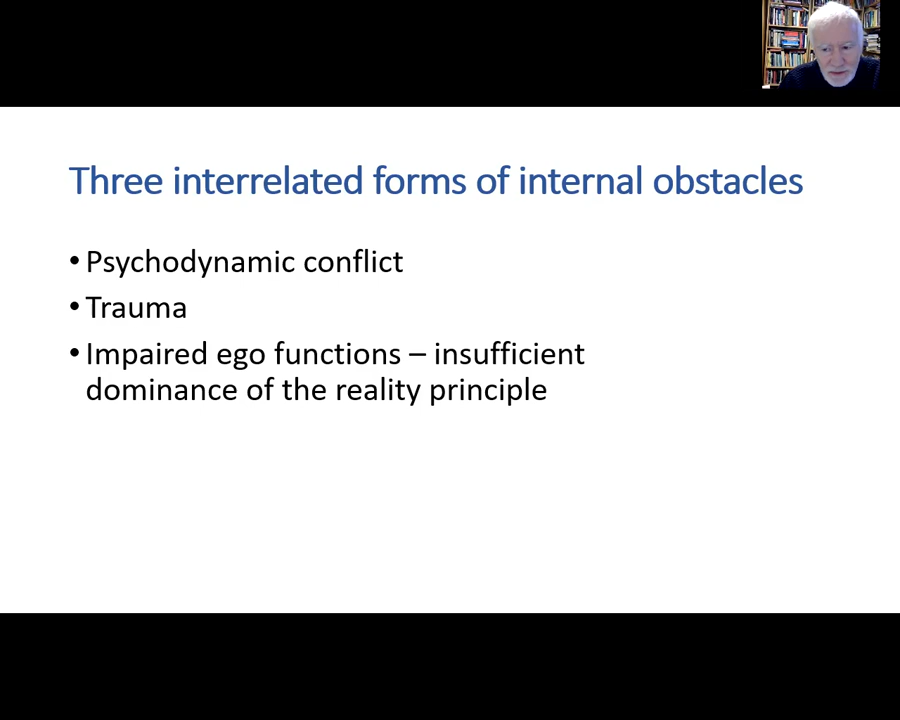 Three interrelated forms of internal obstacles
• Psychodynamic conflict
• Trauma
• Impaired ego functions – insufficient
dominance of the reality principle